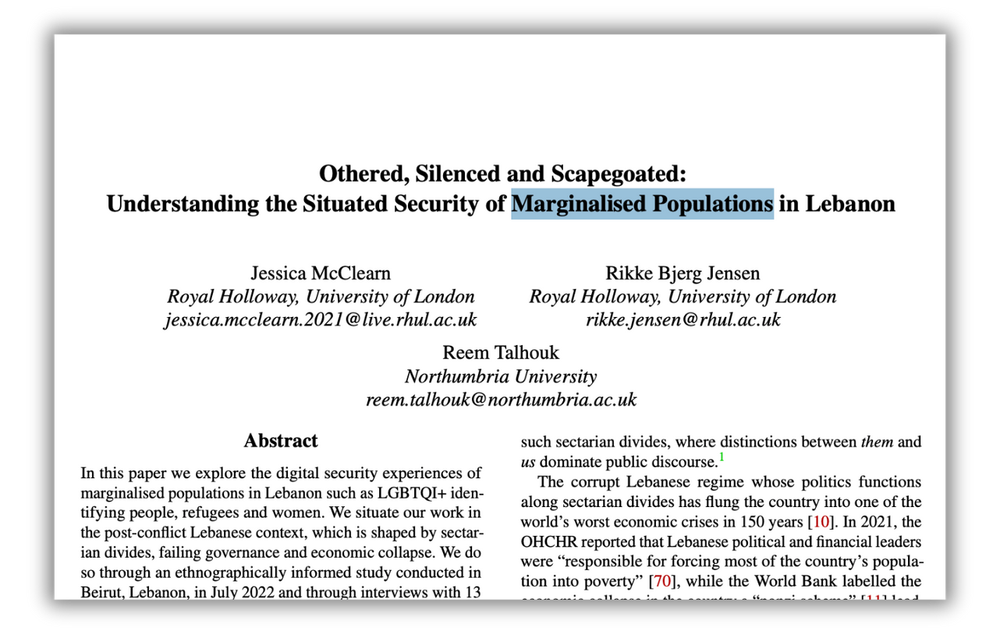 Othered, Silenced and Scapegoated:
Understanding the Situated Security of Marginalised Populations in Lebanon
Jessica McClearn
Royal Holloway, University of London
jessica.mcclearn.2021@live.rhul.ac.uk
Rikke Bjerg Jensen
Royal Holloway, University of London
rikke.jensen@rhul.ac.uk
Reem Talhouk
Northumbria University
reem.talhouk@northumbria.ac.uk
Abstract
In this paper we explore the digital security experiences of
marginalised populations in Lebanon such as LGBTQI+ iden-
tifying people, refugees and women. We situate our work in
the post-conflict Lebanese context, which is shaped by sectar-
ian divides, failing governance and economic collapse. We do
so through an ethnographically informed study conducted in
Beirut, Lebanon, in July 2022 and through interviews with 13
such sectarian divides, where distinctions between them and
us dominate public discourse.1
The corrupt Lebanese regime whose politics functions
along sectarian divides has flung the country into one of the
world's worst economic crises in 150 years [10]. In 2021, the
OHCHR reported that Lebanese political and financial leaders
were “responsible for forcing most of the country's popula-
tion into poverty” [70], while the World Bank labelled the